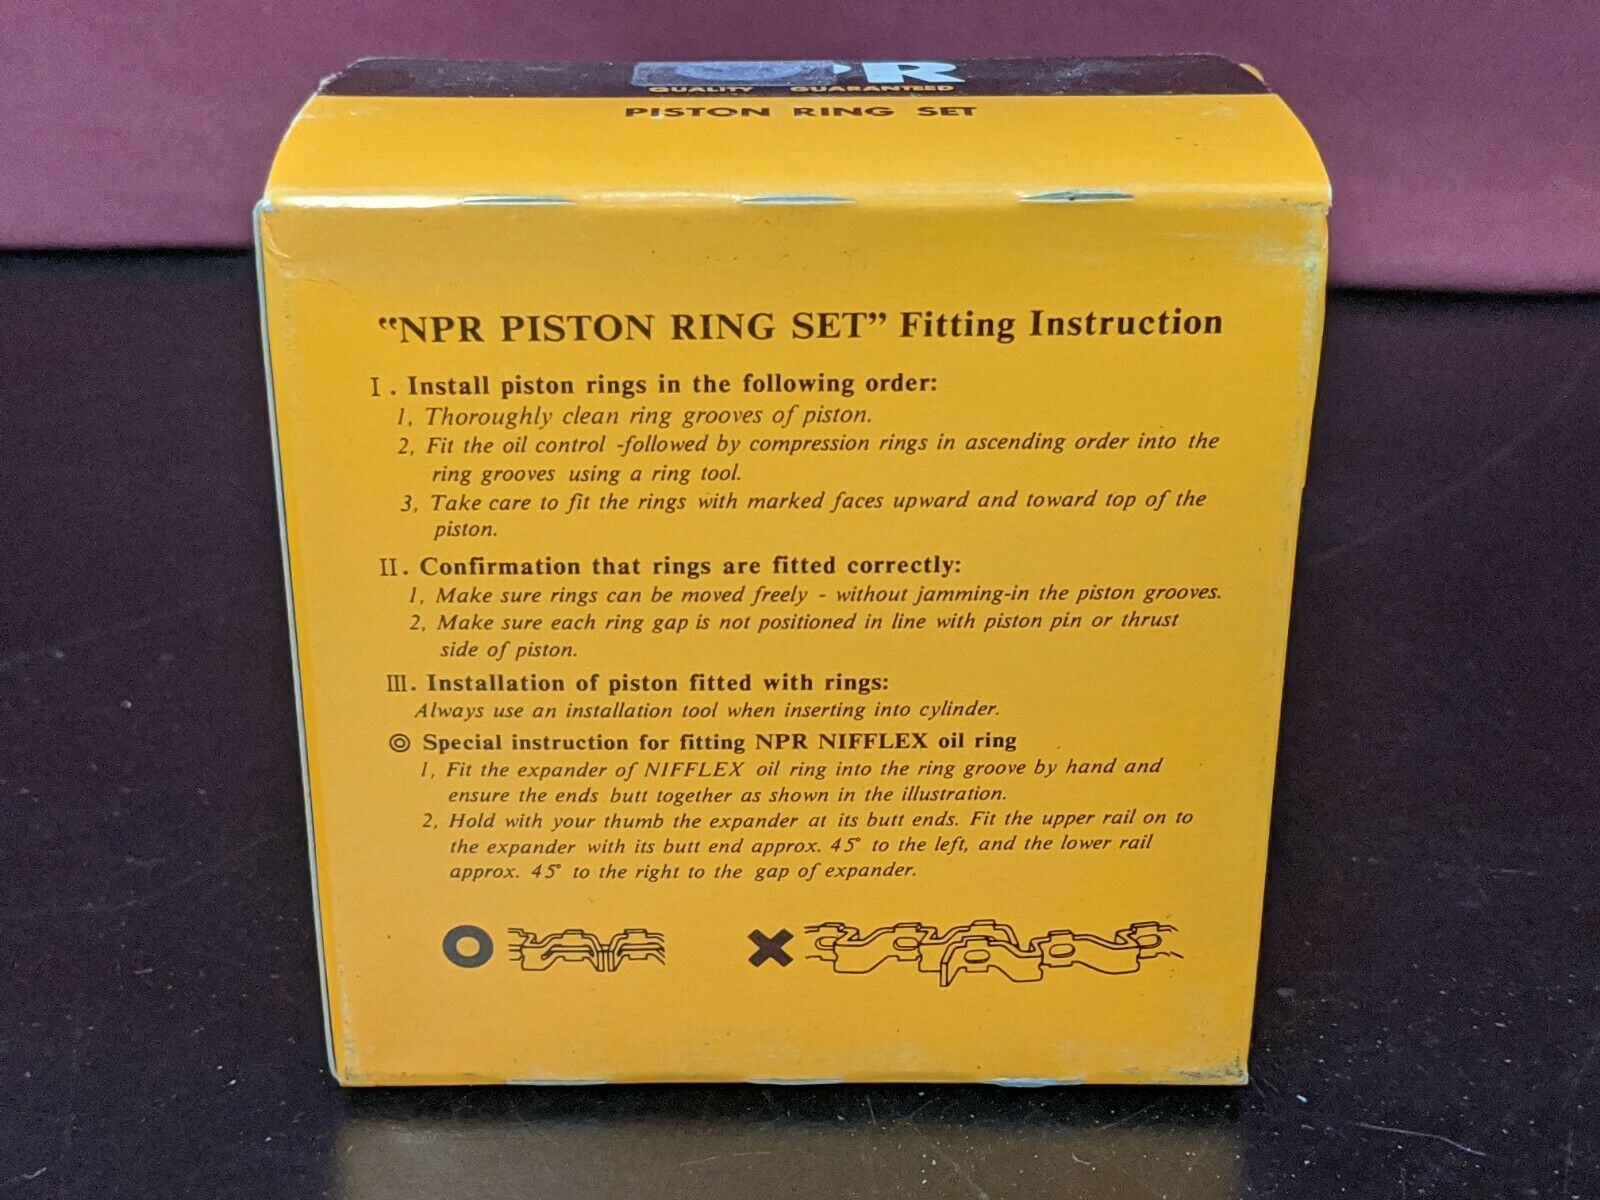 R
QUALITY GUARANTEED
PISTON RING SET
“NPR PISTON RING SET” Fitting Instruction
I. Install piston rings in the following order:
1, Thoroughly clean ring grooves of piston.
2, Fit the oil control -followed by compression rings in ascending order into the
ring grooves using a ring tool.
3, Take care to fit the rings with marked faces upward and toward top of the
piston.
II. Confirmation that rings are fitted correctly:
1, Make sure rings can be moved freely - without jamming-in the piston grooves.
2, Make sure each ring gap is not positioned in line with piston pin or thrust
side of piston.
III. Installation of piston fitted with rings:
Always use an installation tool when inserting into cylinder.
◎ Special instruction for fitting NPR NIFFLEX oil ring
1, Fit the expander of NIFFLEX oil ring into the ring groove by hand and
ensure the ends butt together as shown in the illustration.
2, Hold with your thumb the expander at its butt ends. Fit the upper rail on to
the expander with its butt end approx. 45° to the left, and the lower rail
approx. 45° to the right to the gap of expander.